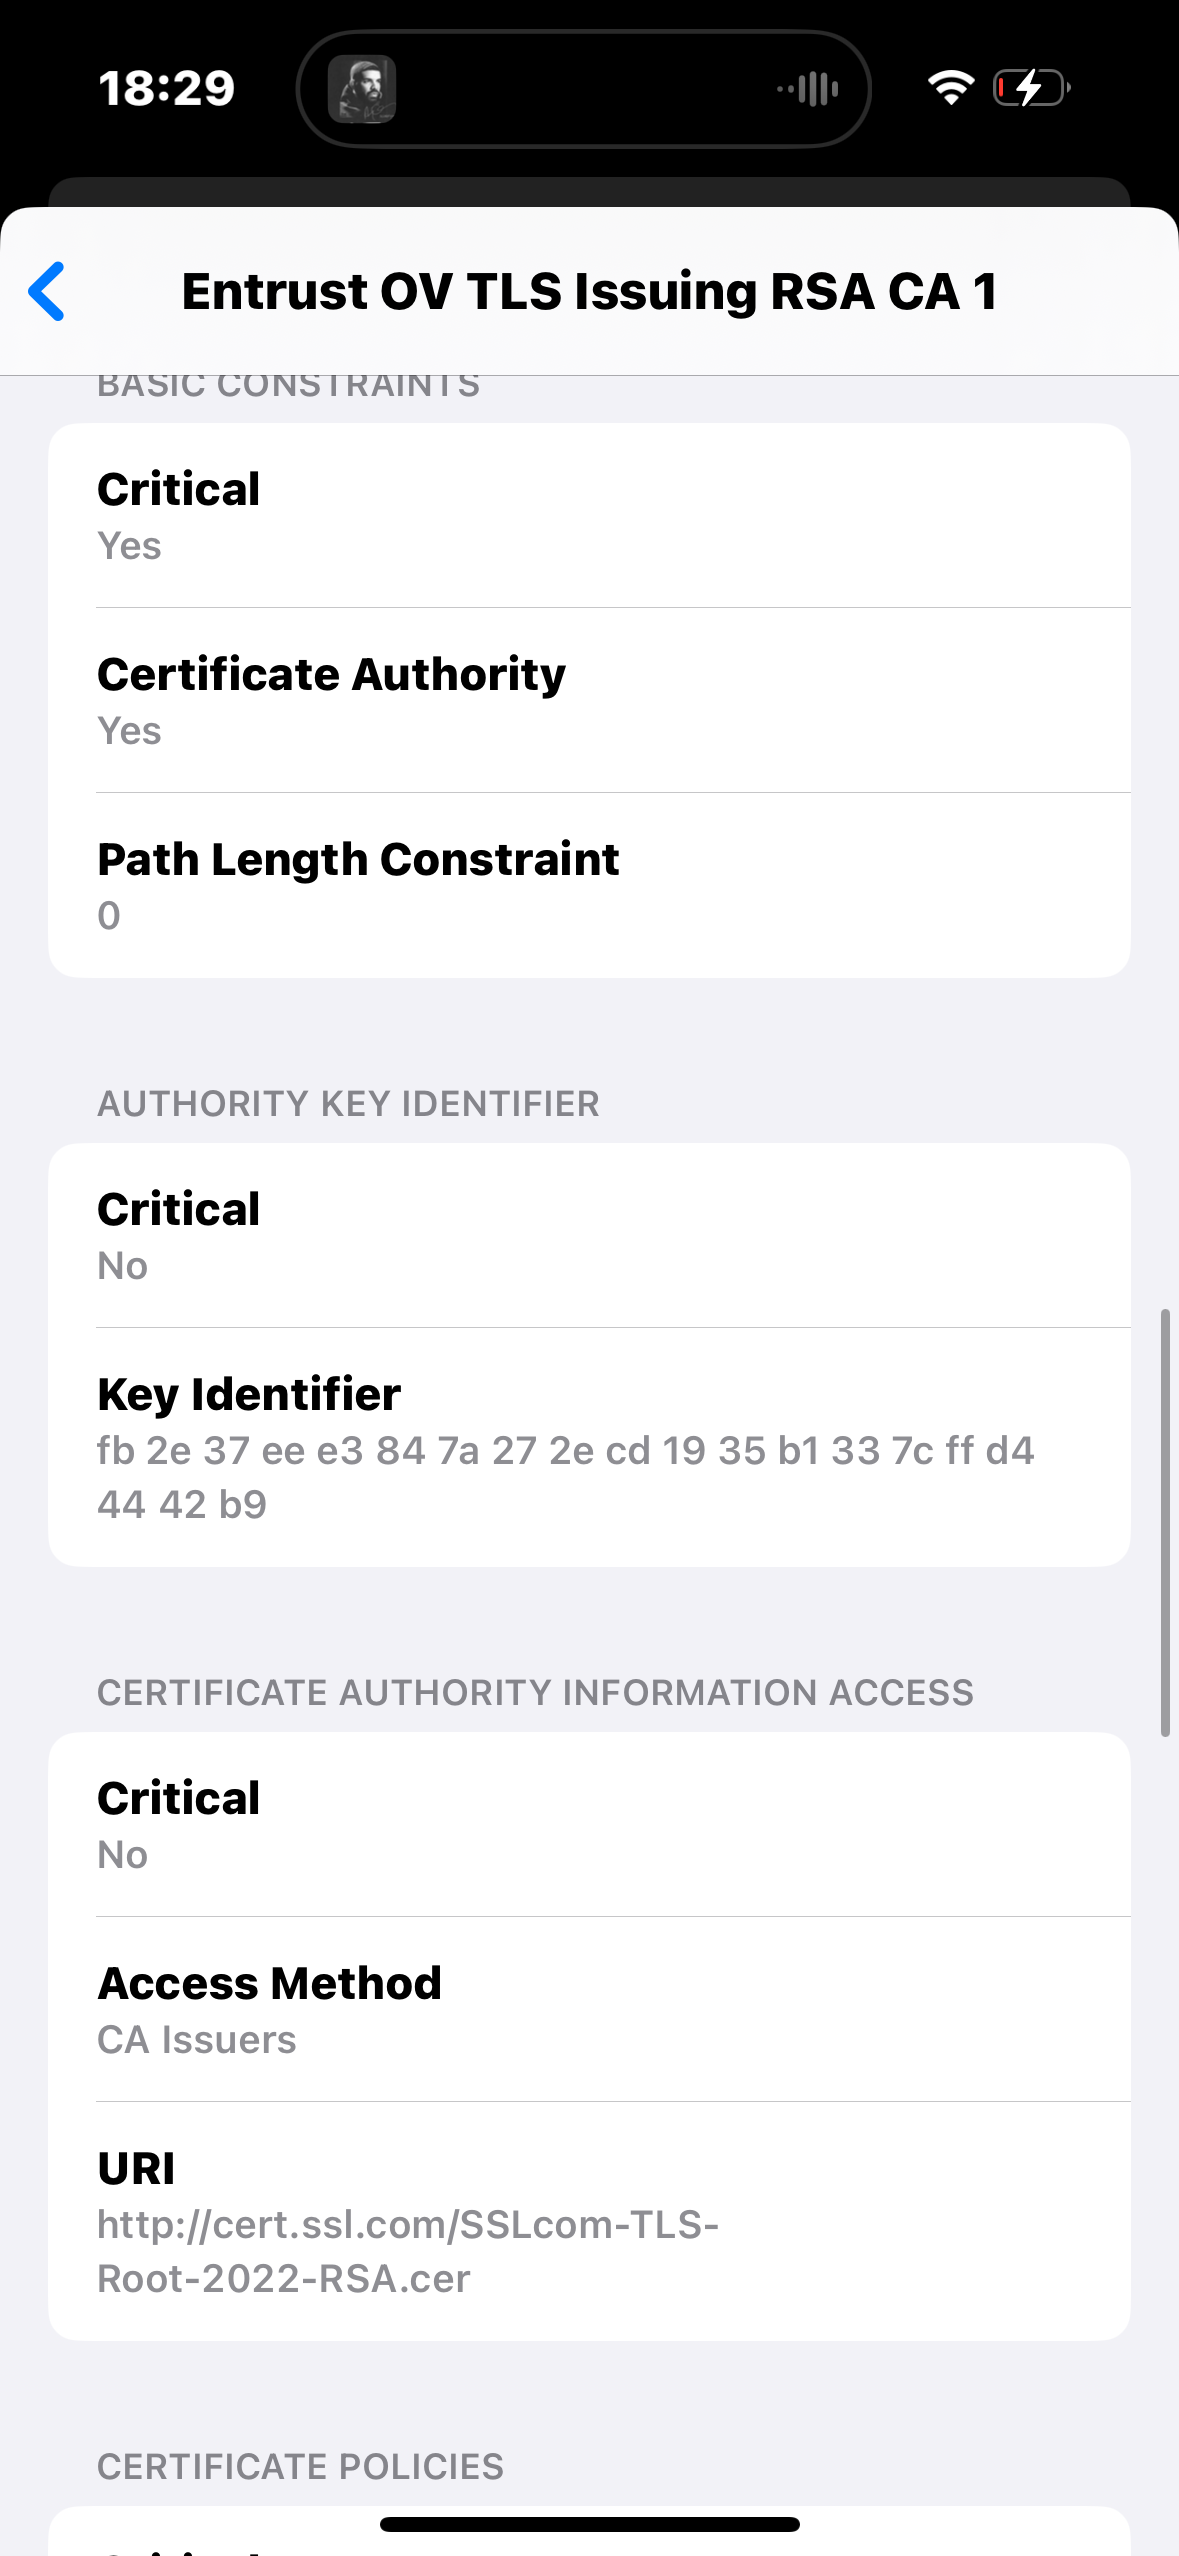 18:29
Entrust OV TLS Issuing RSA CA 1
BASIC CONSTRAINTS
Critical
Yes
Certificate Authority
Yes
Path Length Constraint
0
AUTHORITY KEY IDENTIFIER
Critical
No
Key Identifier
fb 2e 37 ee e3 84 7a 27 2e cd 19 35 b1 33 7c ff d4
44 42 b9
CERTIFICATE AUTHORITY INFORMATION ACCESS
Critical
No
Access Method
CA Issuers
URI
http://cert.ssl.com/SSLcom-TLS-
Root-2022-RSA.cer
CERTIFICATE POLICIES